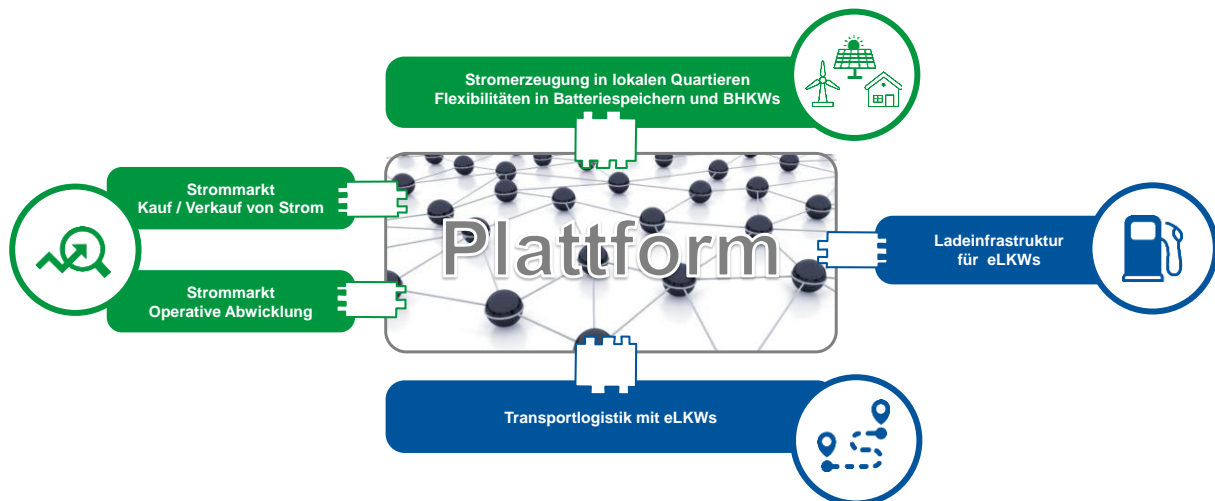 Stromerzeugung in lokalen Quartieren
Flexibilitäten in Batteriespeichern und BHKWs
Strommarkt
Kauf / Verkauf von Strom
Plattform
Ladeinfrastruktur
für eLKWs
Strommarkt
Operative Abwicklung
Transportlogistik mit eLKWs